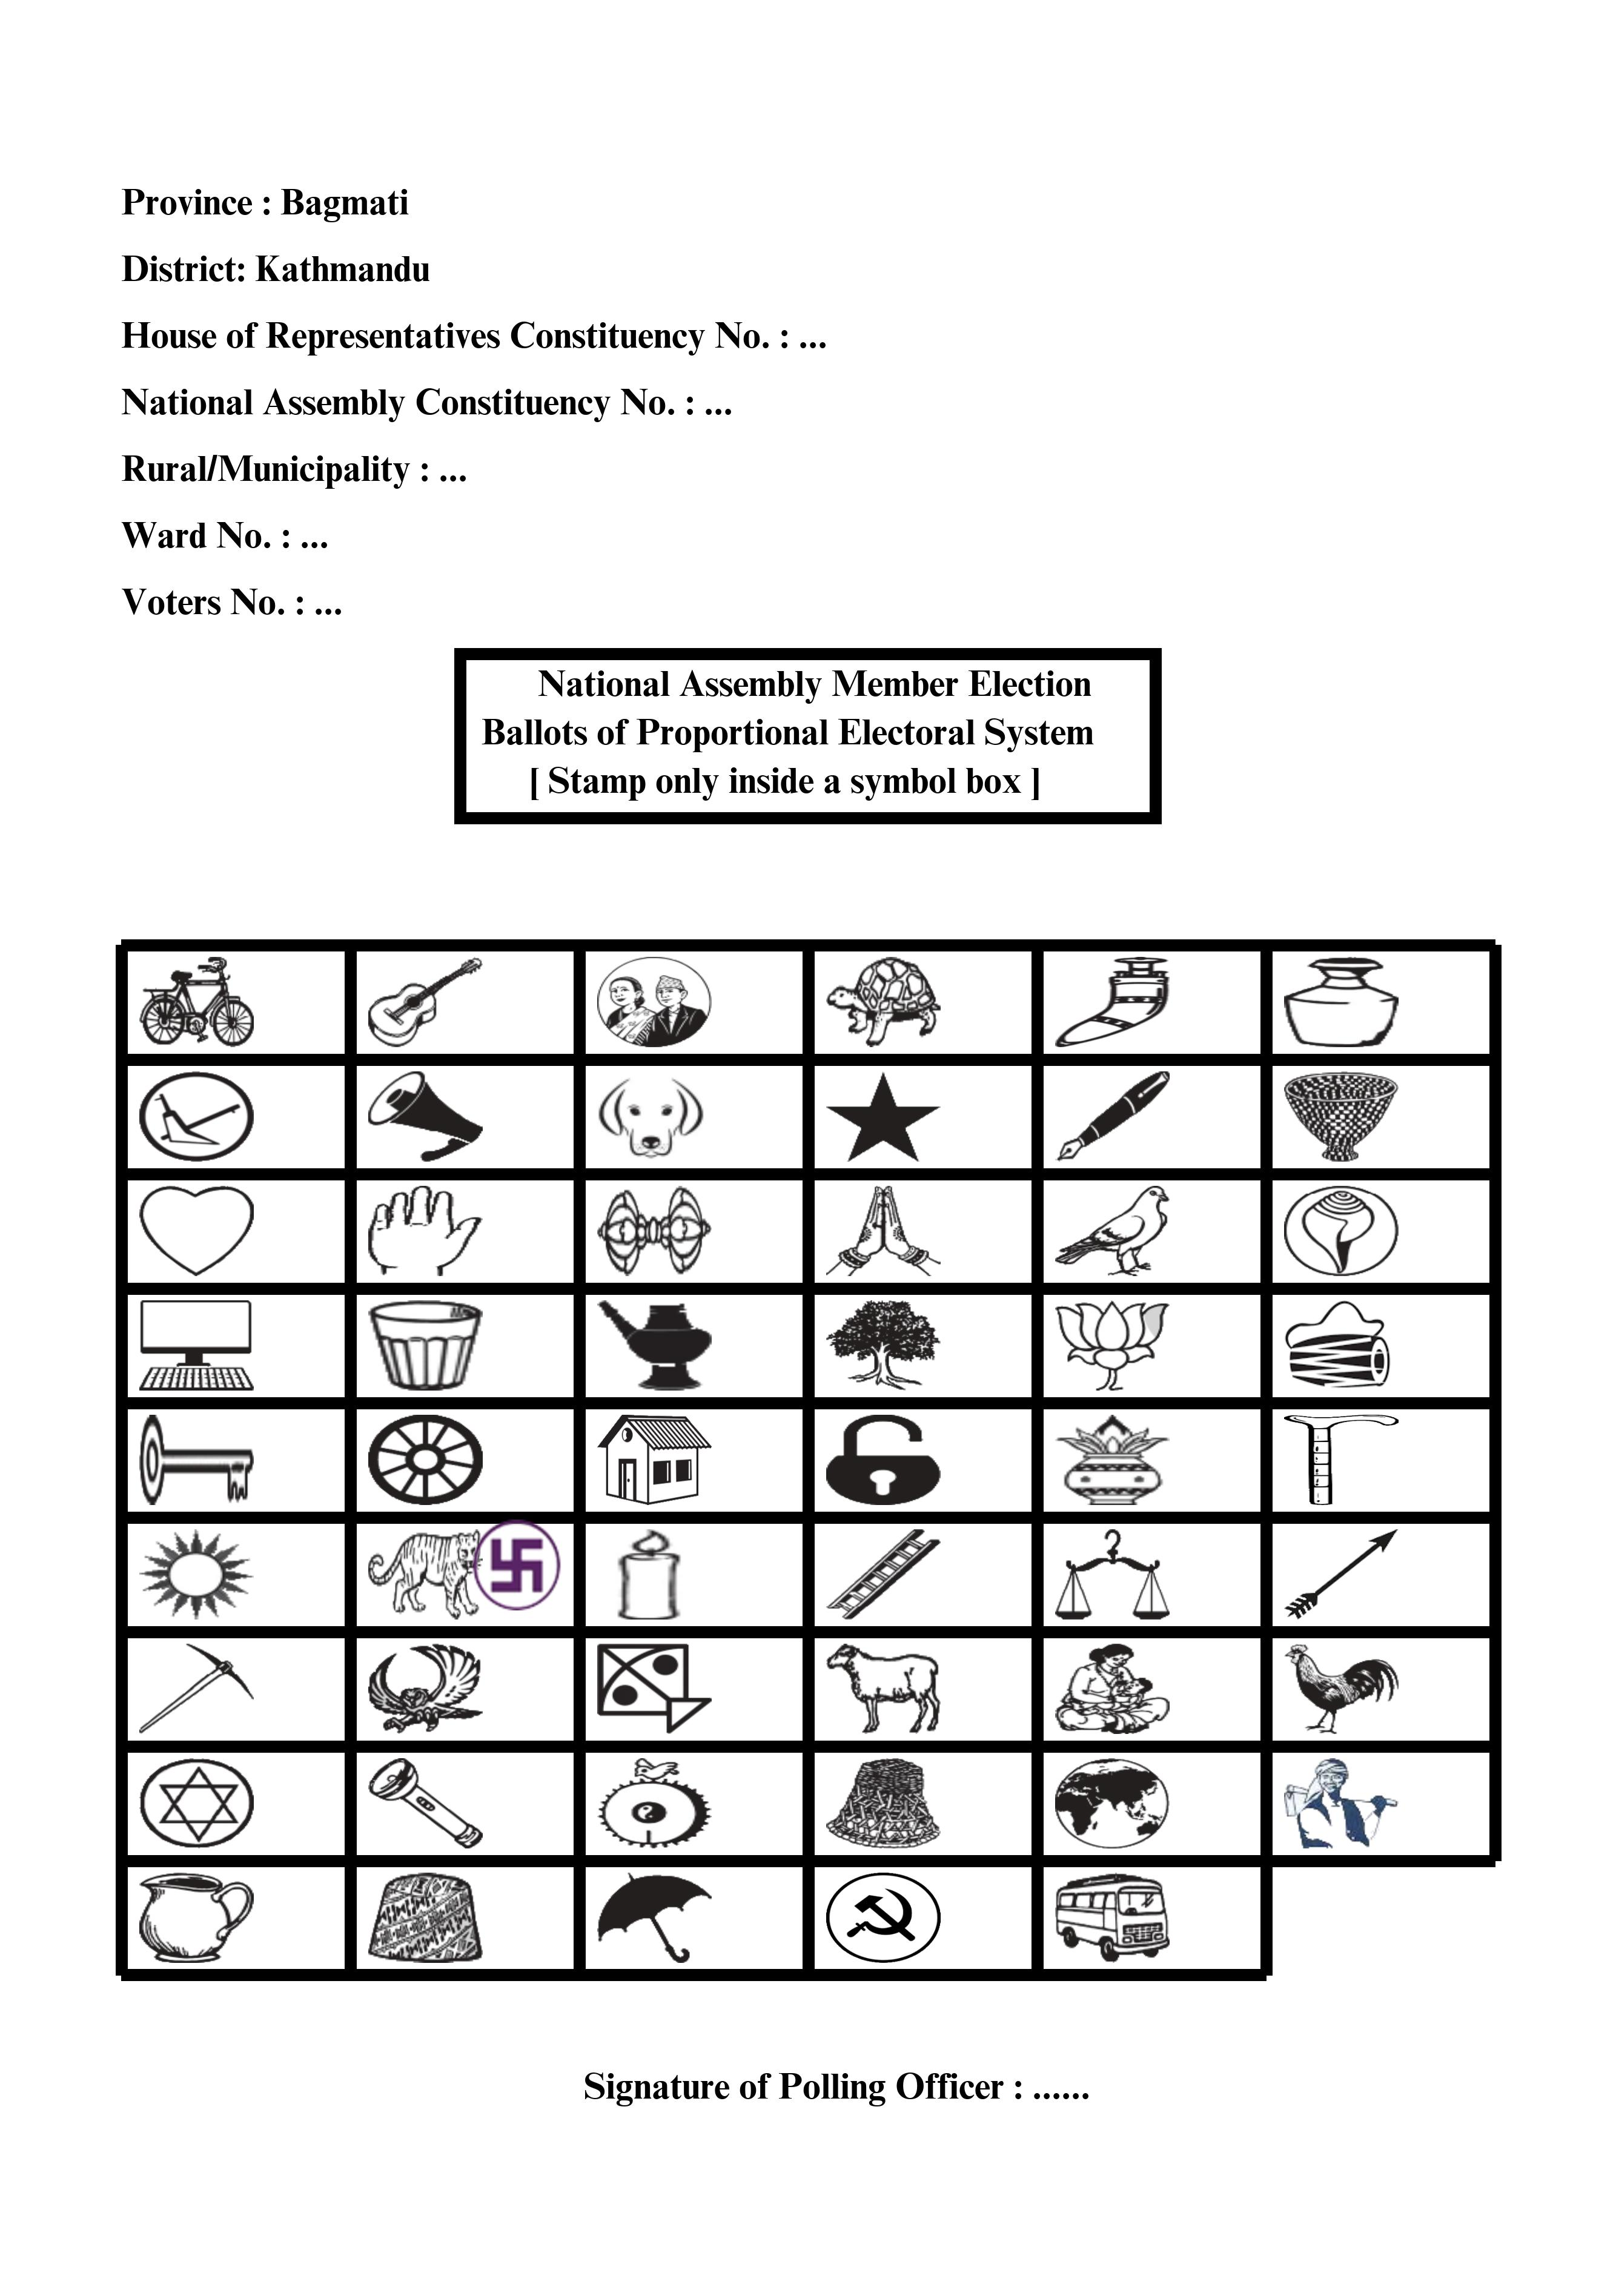 Province : Bagmati
District: Kathmandu
House of Representatives Constituency No. : ...
National Assembly Constituency No. : ...
Rural/Municipality : ...
Ward No. : ...
Voters No. : ...
National Assembly Member Election
Ballots of Proportional Electoral System
[ Stamp only inside a symbol box ]
Signature of Polling Officer : ......